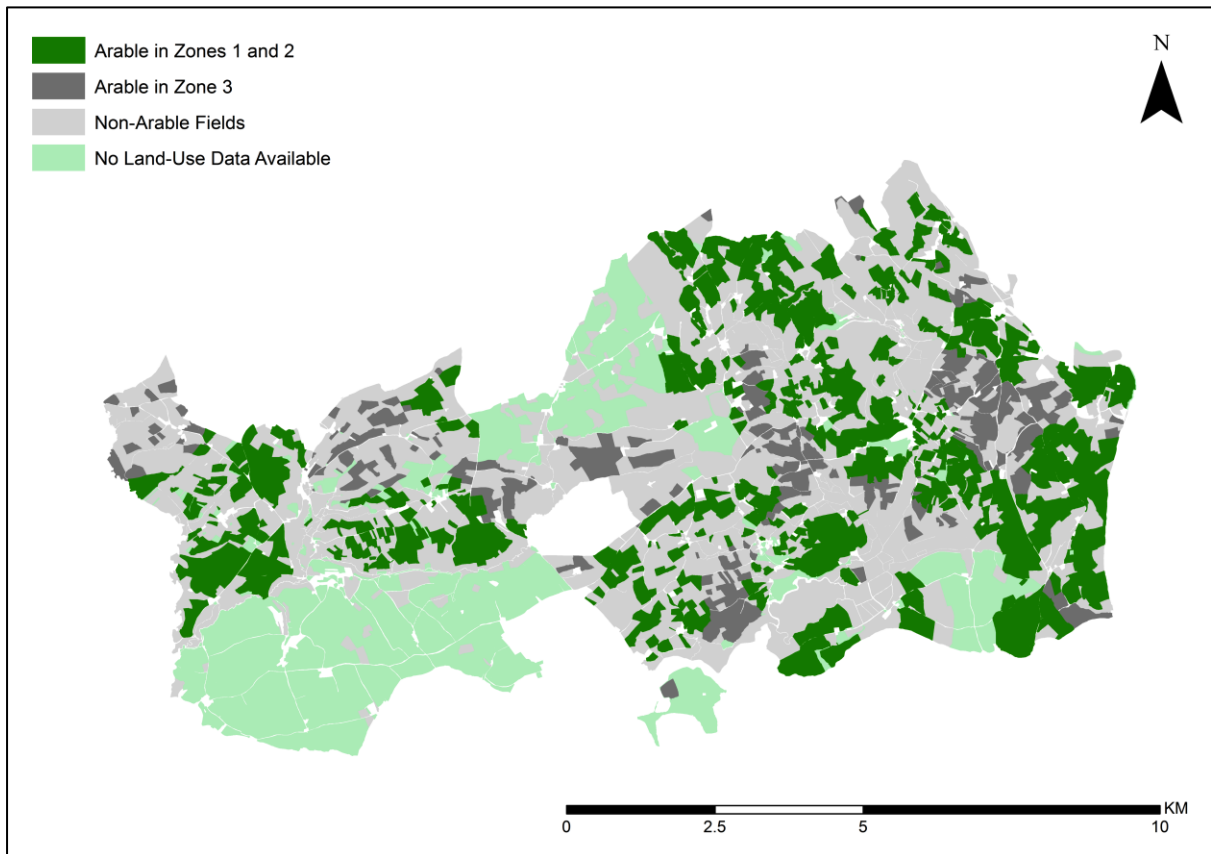 Arable in Zones 1 and 2
Arable in Zone 3
Non-Arable Fields
No Land-Use Data Available
N
KM
0 2.5 5 10